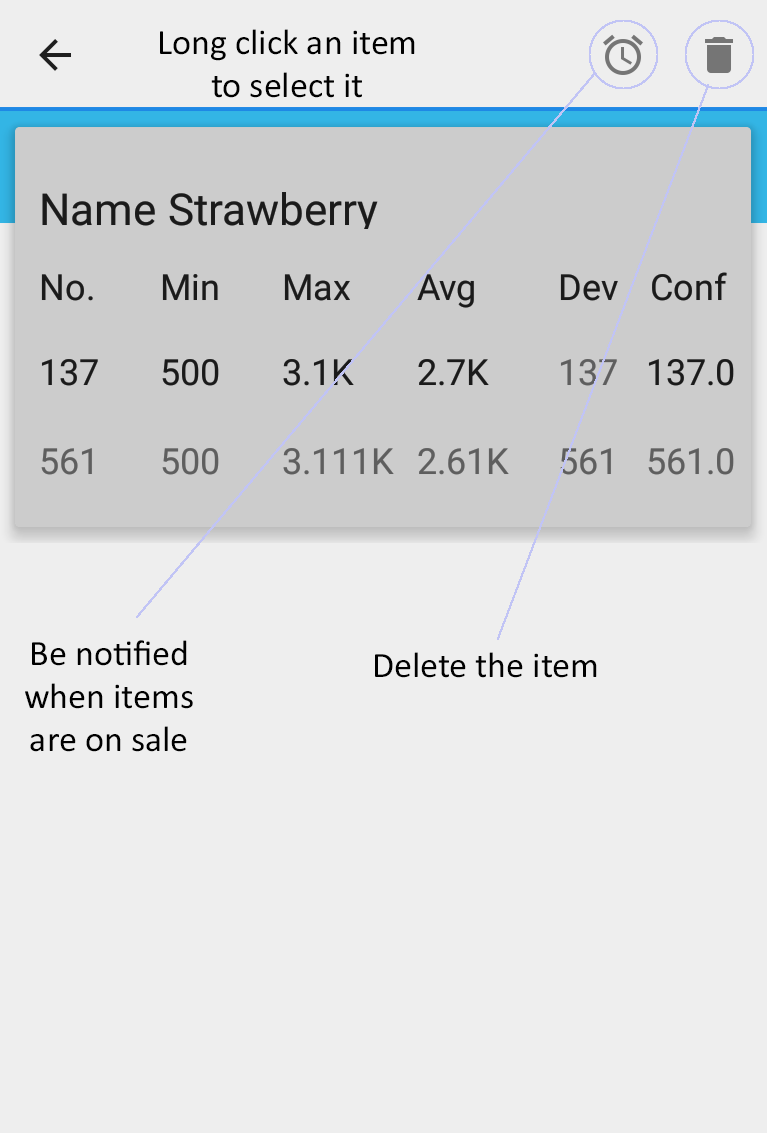 Long click an item
to select it
Name Strawberry
No. Min Max Avg Dev Conf
137 500 3.1K 2.7K 137 137.0
561 500 3.111K 2.61K 561 561.0
Be notified
when items
are on sale
Delete the item